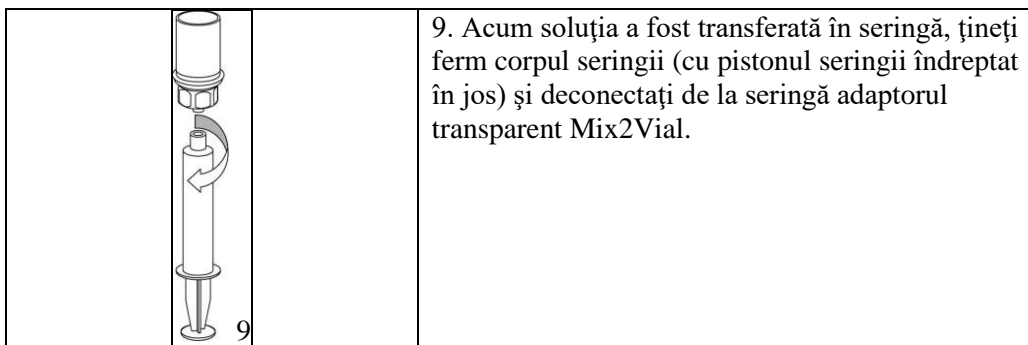 9. Acum soluţia a fost transferată în seringă, ţineţi
ferm corpul seringii (cu pistonul seringii îndreptat
în jos) şi deconectaţi de la seringă adaptorul
transparent Mix2Vial.
9